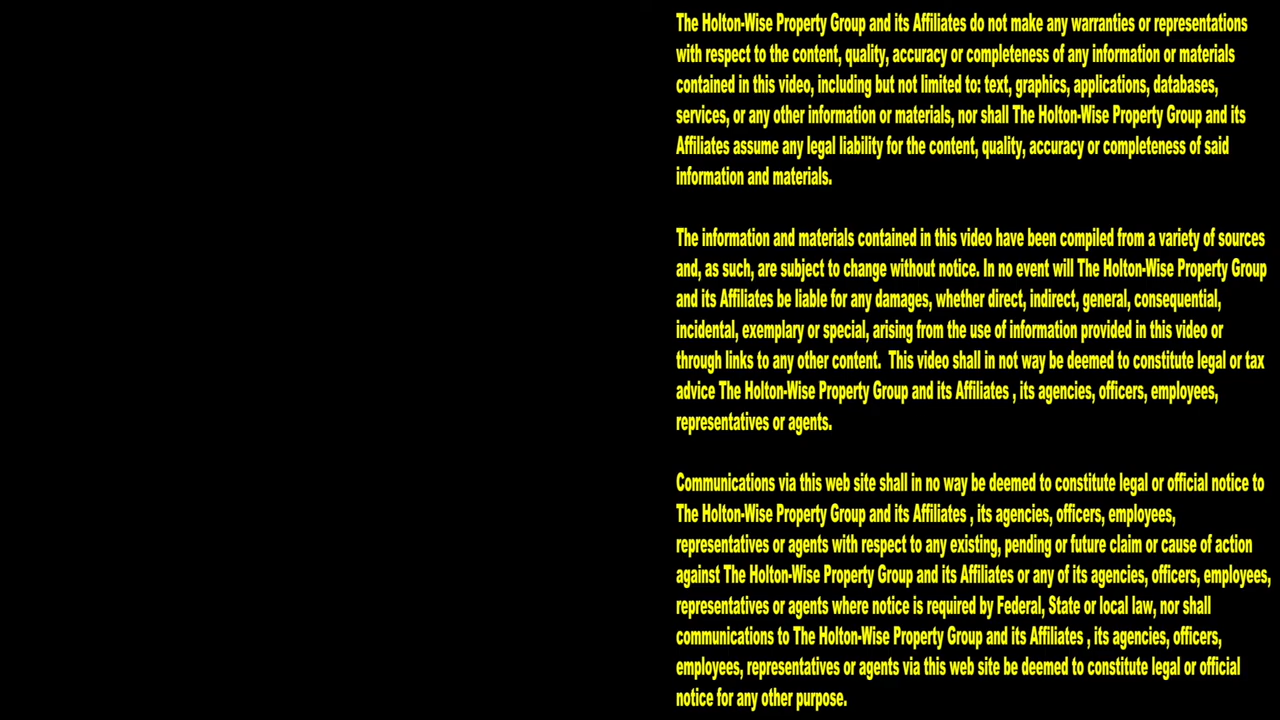 The Holton-Wise Property Group and its Affiliates do not make any warranties or representations
with respect to the content, quality, accuracy or completeness of any information or materials
contained in this video, including but not limited to: text, graphics, applications, databases,
services, or any other information or materials, nor shall The Holton-Wise Property Group and its
Affiliates assume any legal liability for the content, quality, accuracy or completeness of said
information and materials.
The information and materials contained in this video have been compiled from a variety of sources
and, as such, are subject to change without notice. In no event will The Holton-Wise Property Group
and its Affiliates be liable for any damages, whether direct, indirect, general, consequential,
incidental, exemplary or special, arising from the use of information provided in this video or
through links to any other content.  This video shall in not way be deemed to constitute legal or tax
advice The Holton-Wise Property Group and its Affiliates , its agencies, officers, employees,
representatives or agents.
Communications via this web site shall in no way be deemed to constitute legal or official notice to
The Holton-Wise Property Group and its Affiliates , its agencies, officers, employees,
representatives or agents with respect to any existing, pending or future claim or cause of action
against The Holton-Wise Property Group and its Affiliates or any of its agencies, officers, employees,
representatives or agents where notice is required by Federal, State or local law, nor shall
communications to The Holton-Wise Property Group and its Affiliates , its agencies, officers,
employees, representatives or agents via this web site be deemed to constitute legal or official
notice for any other purpose.